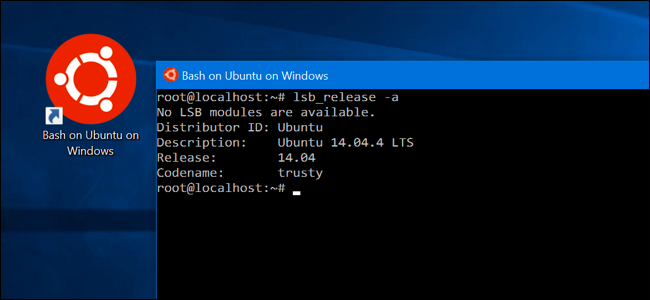 Bash on Ubuntu on
Windows
Bash on Ubuntu on Windows
root@localhost:~# lsb_release -a
No LSB modules are available.
Distributor ID: Ubuntu
Description:    Ubuntu 14.04.4 LTS
Release:        14.04
Codename:       trusty
root@localhost:~#